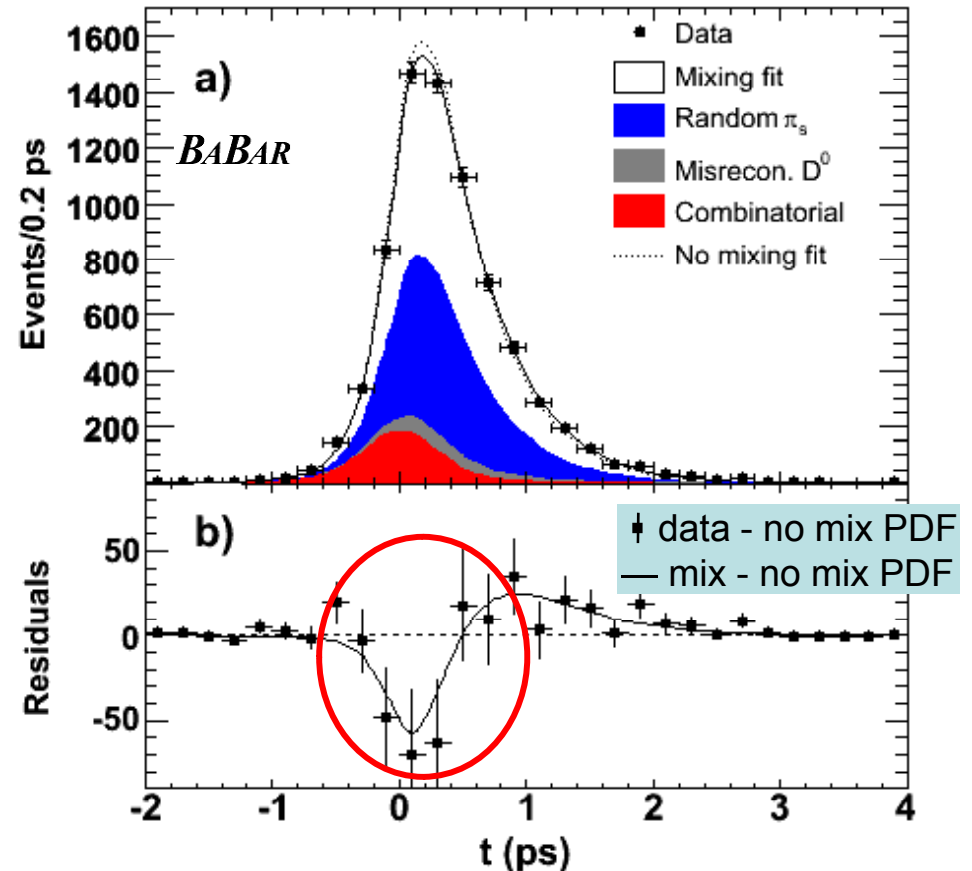 1600
1400
1200
1000
800
600
400
200
Events/0.2 ps
a)
BABAR
Data
Mixing fit
Random πs
Misrecon. D⁰
Combinatorial
No mixing fit
b)
data - no mix PDF
mix - no mix PDF
50
0
-50
Residuals
-2 -1 0 1 2 3 4
t (ps)